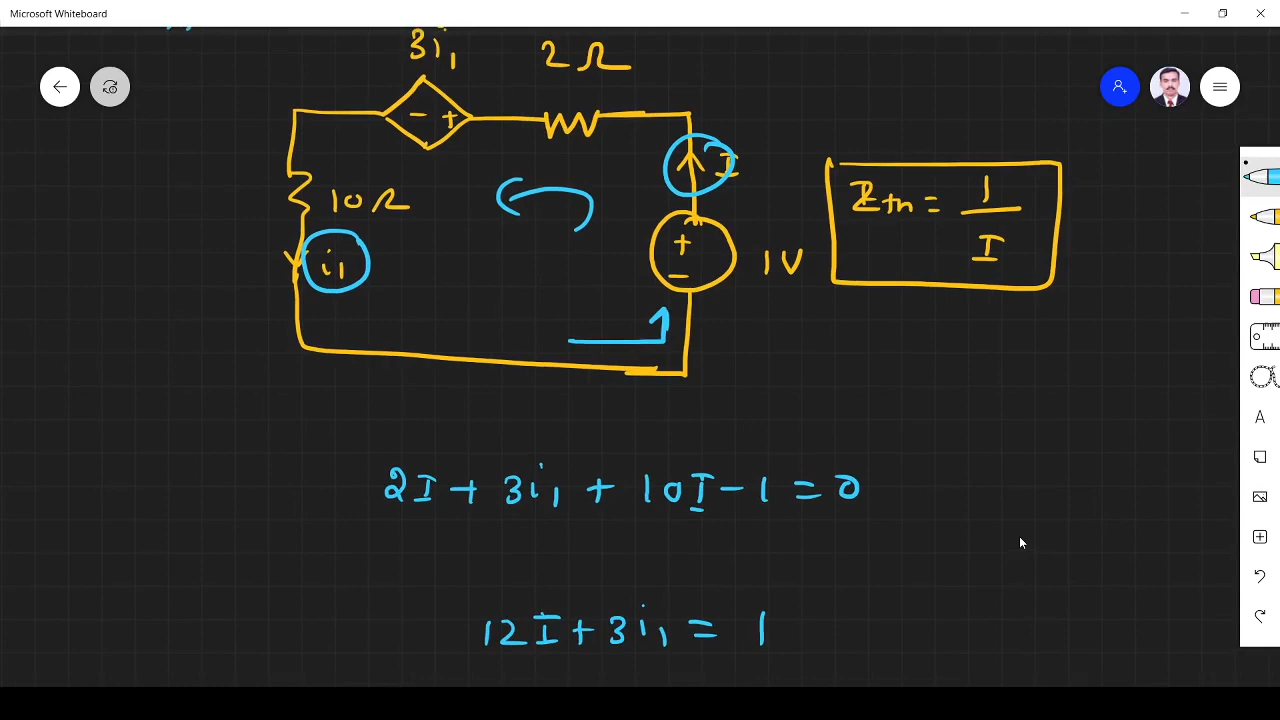 Microsoft Whiteboard
3i₁
2Ω
- +
I
10Ω
i₁
+
-
1V
Zth = 1/I
2I + 3i₁ + 10I - 1 = 0
12I + 3i₁ = 1
A